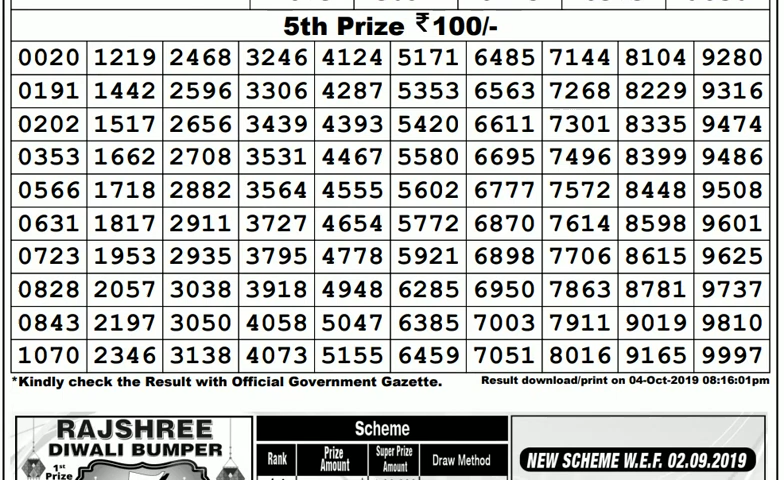 5th Prize ₹100/-
0020 1219 2468 3246 4124 5171 6485 7144 8104 9280
0191 1442 2596 3306 4287 5353 6563 7268 8229 9316
0202 1517 2656 3439 4393 5420 6611 7301 8335 9474
0353 1662 2708 3531 4467 5580 6695 7496 8399 9486
0566 1718 2882 3564 4555 5602 6777 7572 8448 9508
0631 1817 2911 3727 4654 5772 6870 7614 8598 9601
0723 1953 2935 3795 4778 5921 6898 7706 8615 9625
0828 2057 3038 3918 4948 6285 6950 7863 8781 9737
0843 2197 3050 4058 5047 6385 7003 7911 9019 9810
1070 2346 3138 4073 5155 6459 7051 8016 9165 9997
*Kindly check the Result with Official Government Gazette. Result download/print on 04-Oct-2019 08:16:01pm
RAJSHREE
DIWALI BUMPER
1st
Prize
Scheme
Rank Prize Amount Super Prize Amount Draw Method
NEW SCHEME W.E.F. 02.09.2019